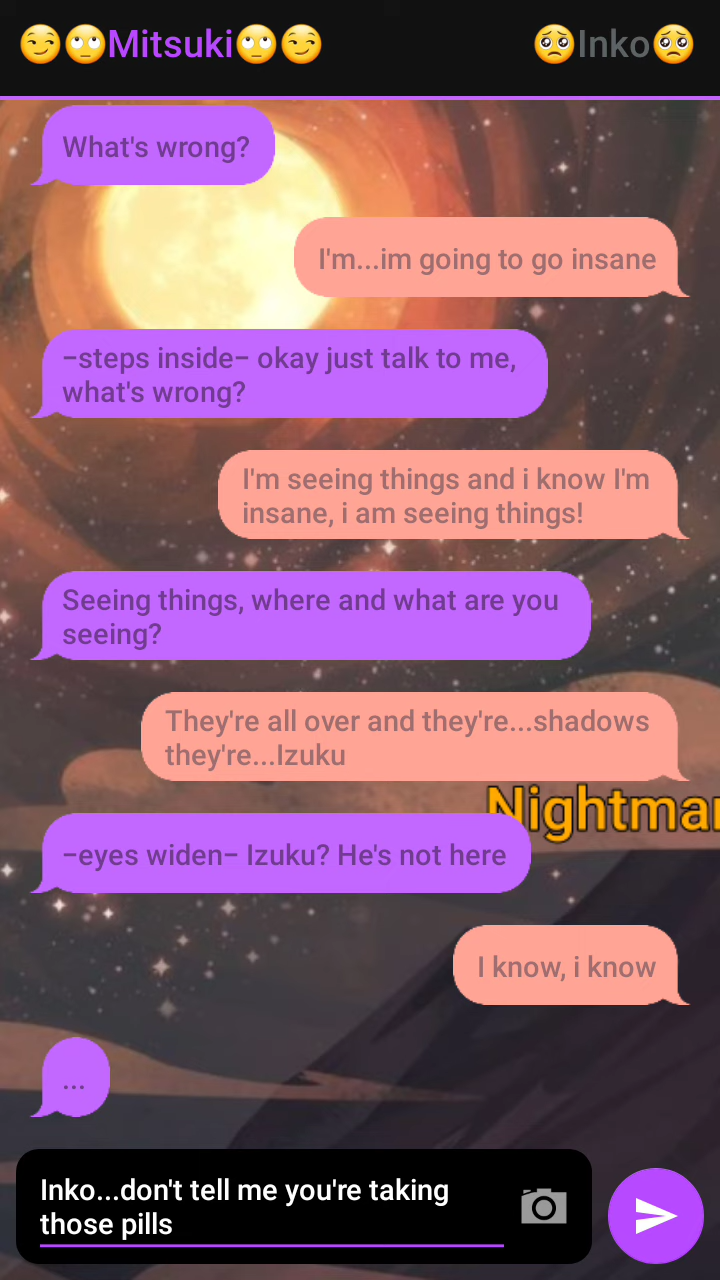 😏🙄Mitsuki🙄😏
🥺Inko🥺
What's wrong?
I'm...im going to go insane
–steps inside– okay just talk to me,
what's wrong?
I'm seeing things and i know I'm
insane, i am seeing things!
Seeing things, where and what are you
seeing?
They're all over and they're...shadows
they're...Izuku
–eyes widen– Izuku? He's not here
I know, i know
...
Inko...don't tell me you're taking
those pills